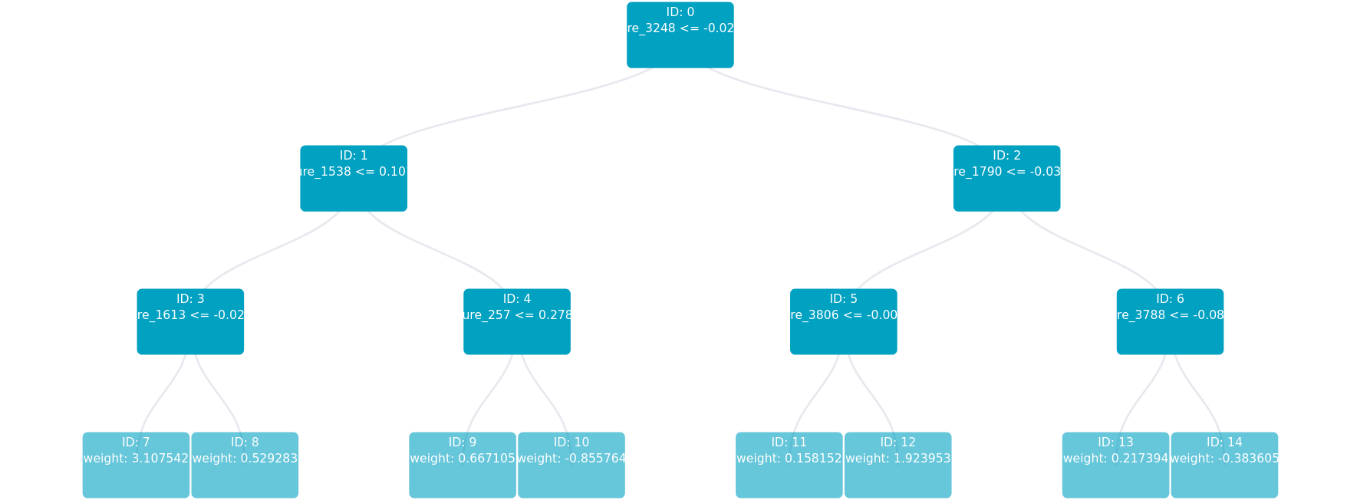 ID: 0
re_3248 <= -0.02
ID: 1
ure_1538 <= 0.10
ID: 2
re_1790 <= -0.03
ID: 3
re_1613 <= -0.02
ID: 4
ure_257 <= 0.278
ID: 5
re_3806 <= -0.00
ID: 6
re_3788 <= -0.08
ID: 7
weight: 3.107542
ID: 8
weight: 0.529283
ID: 9
weight: 0.667105
ID: 10
weight: -0.855764
ID: 11
weight: 0.158152
ID: 12
weight: 1.923953
ID: 13
weight: 0.217394
ID: 14
weight: -0.383605